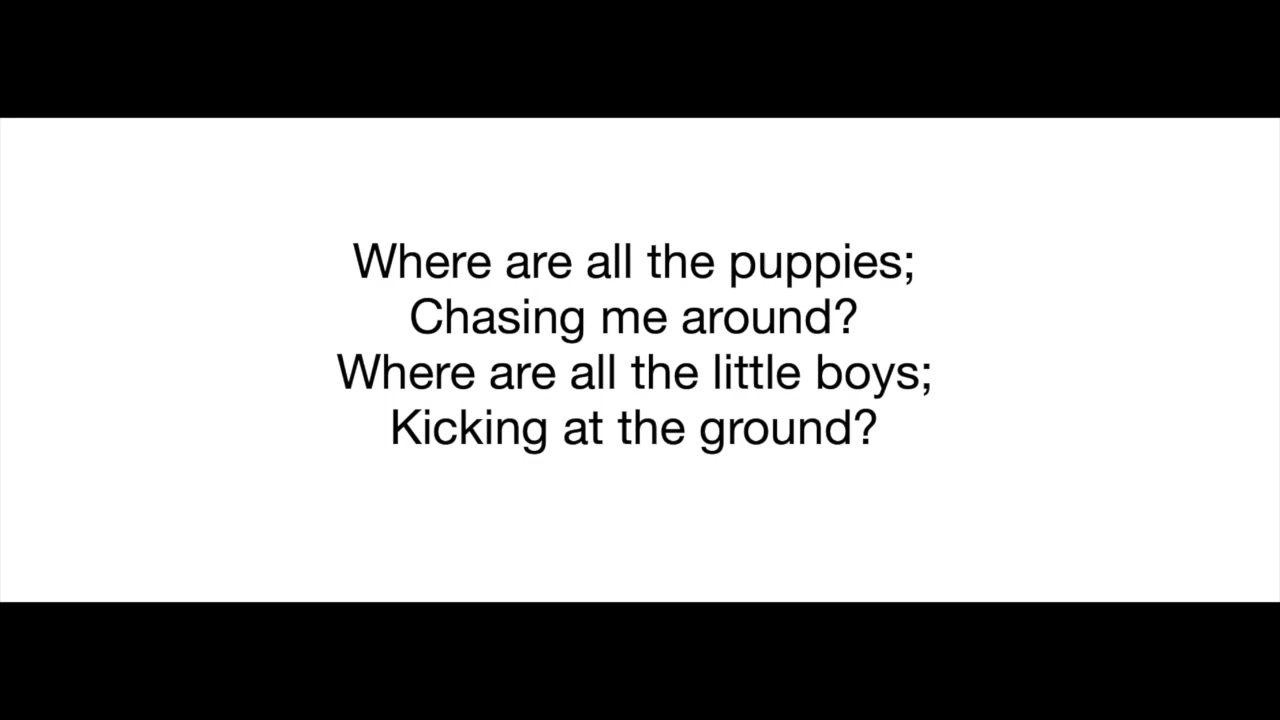 Where are all the puppies;
Chasing me around?
Where are all the little boys;
Kicking at the ground?